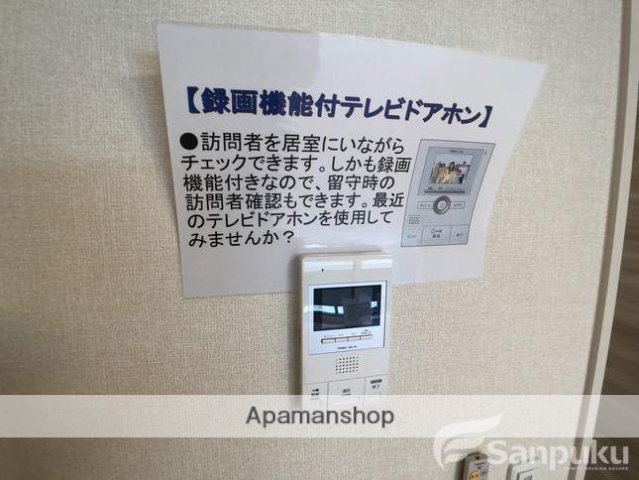 【録画機能付テレビドアホン】
●訪問者を居室にいながら
チェックできます。しかも録画
機能付きなので、留守時の
訪問者確認もできます。最近
のテレビドアホンを使用して
みませんか？
Apamanshop
Sanpuku